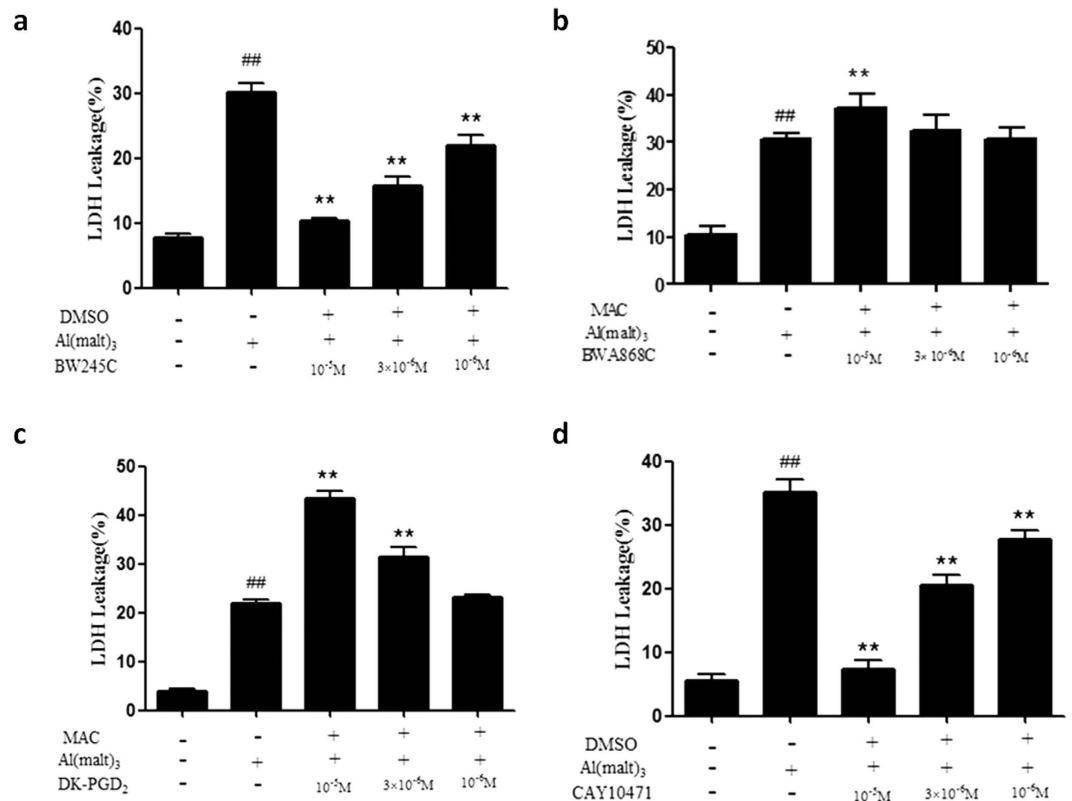 a
LDH Leakage(%)
40
30
20
10
0
##
**
**
**
DMSO - - + + +
Al(malt)₃ - + + + +
BW245C - - 10⁻⁵M 3×10⁻⁶M 10⁻⁶M
b
LDH Leakage (%)
50
40
30
20
10
0
##
**
MAC - - + + +
Al(malt)₃ - + + + +
BWA868C - - 10⁻⁵M 3×10⁻⁶M 10⁻⁶M
c
LDH Leakage(%)
50
40
30
20
10
0
##
**
**
MAC - - + + +
Al(malt)₃ - + + + +
DK-PGD₂ - - 10⁻⁵M 3×10⁻⁶M 10⁻⁶M
d
LDH Leakage(%)
40
30
20
10
0
##
**
**
**
DMSO - - + + +
Al(malt)₃ - + + + +
CAY10471 - - 10⁻⁵M 3×10⁻⁶M 10⁻⁶M